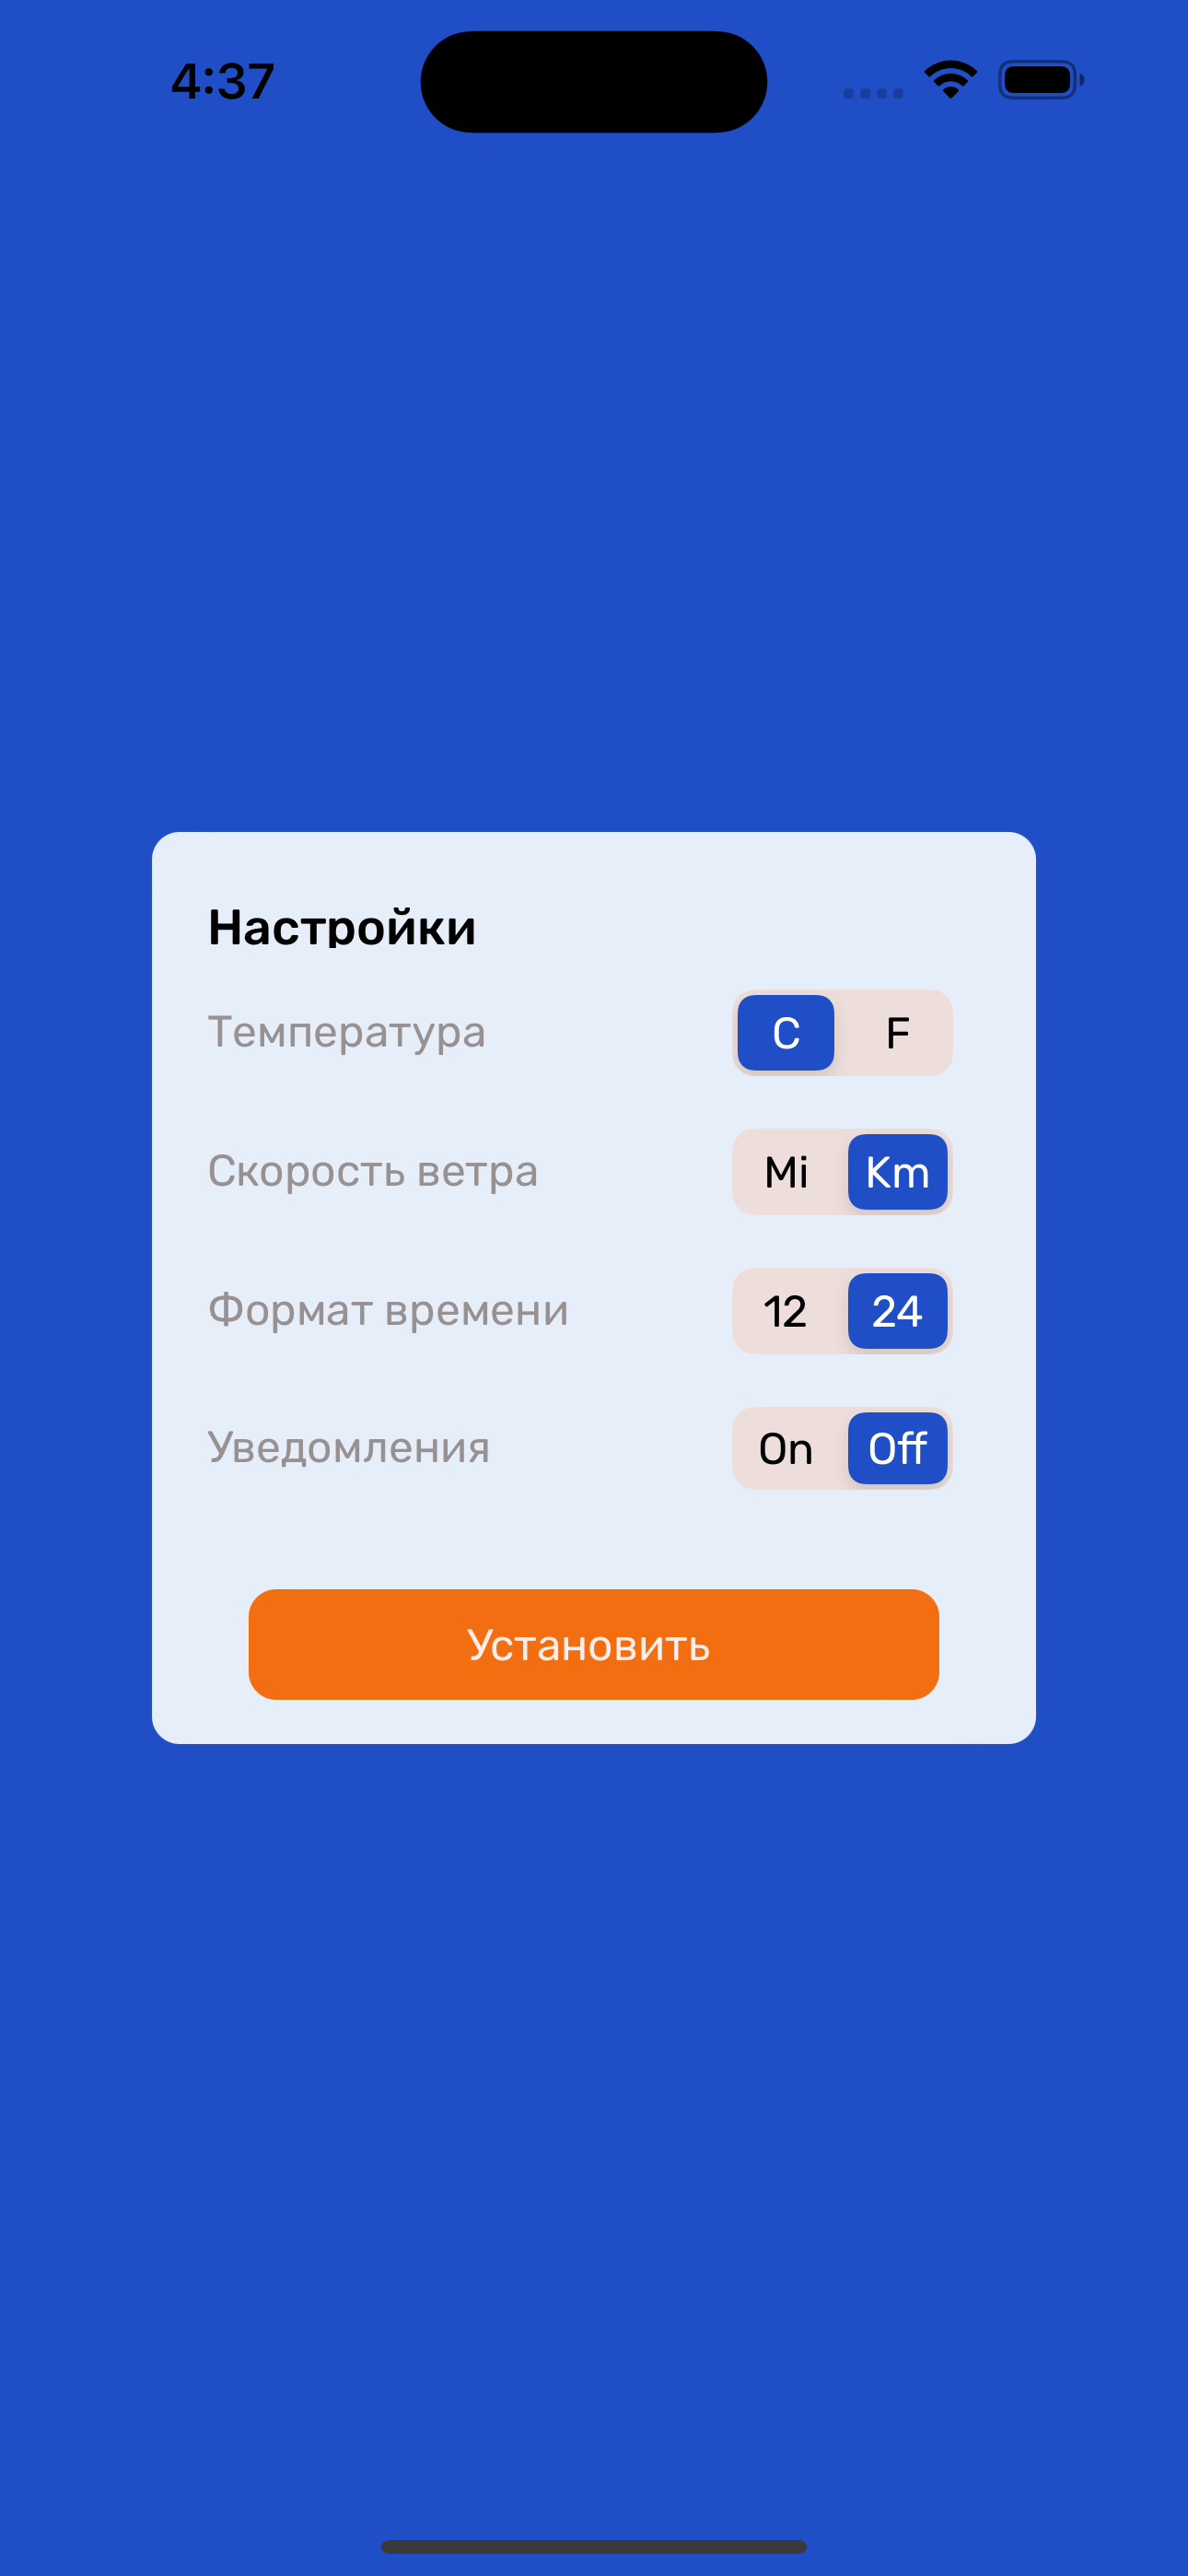 4:37
Настройки
Температура C F
Скорость ветра Mi Km
Формат времени 12 24
Уведомления On Off
Установить